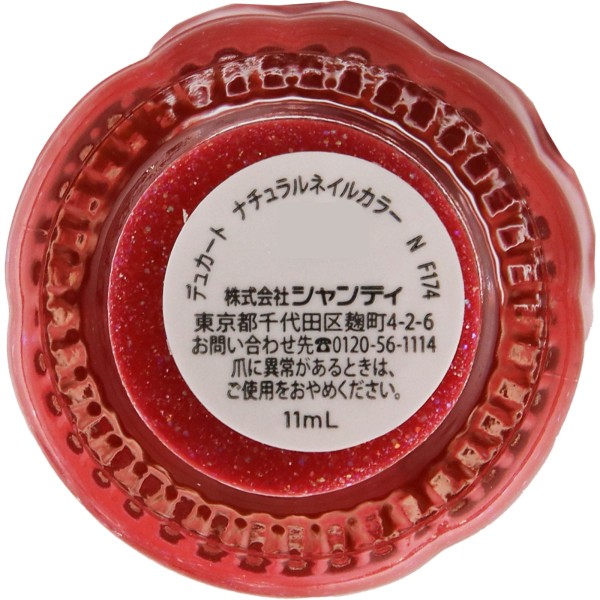 デュカート ナチュラルネイルカラー N F174
株式会社シャンティ
東京都千代田区麹町4-2-6
お問い合わせ先☎0120-56-1114
爪に異常があるときは、
ご使用をおやめください。
11mL